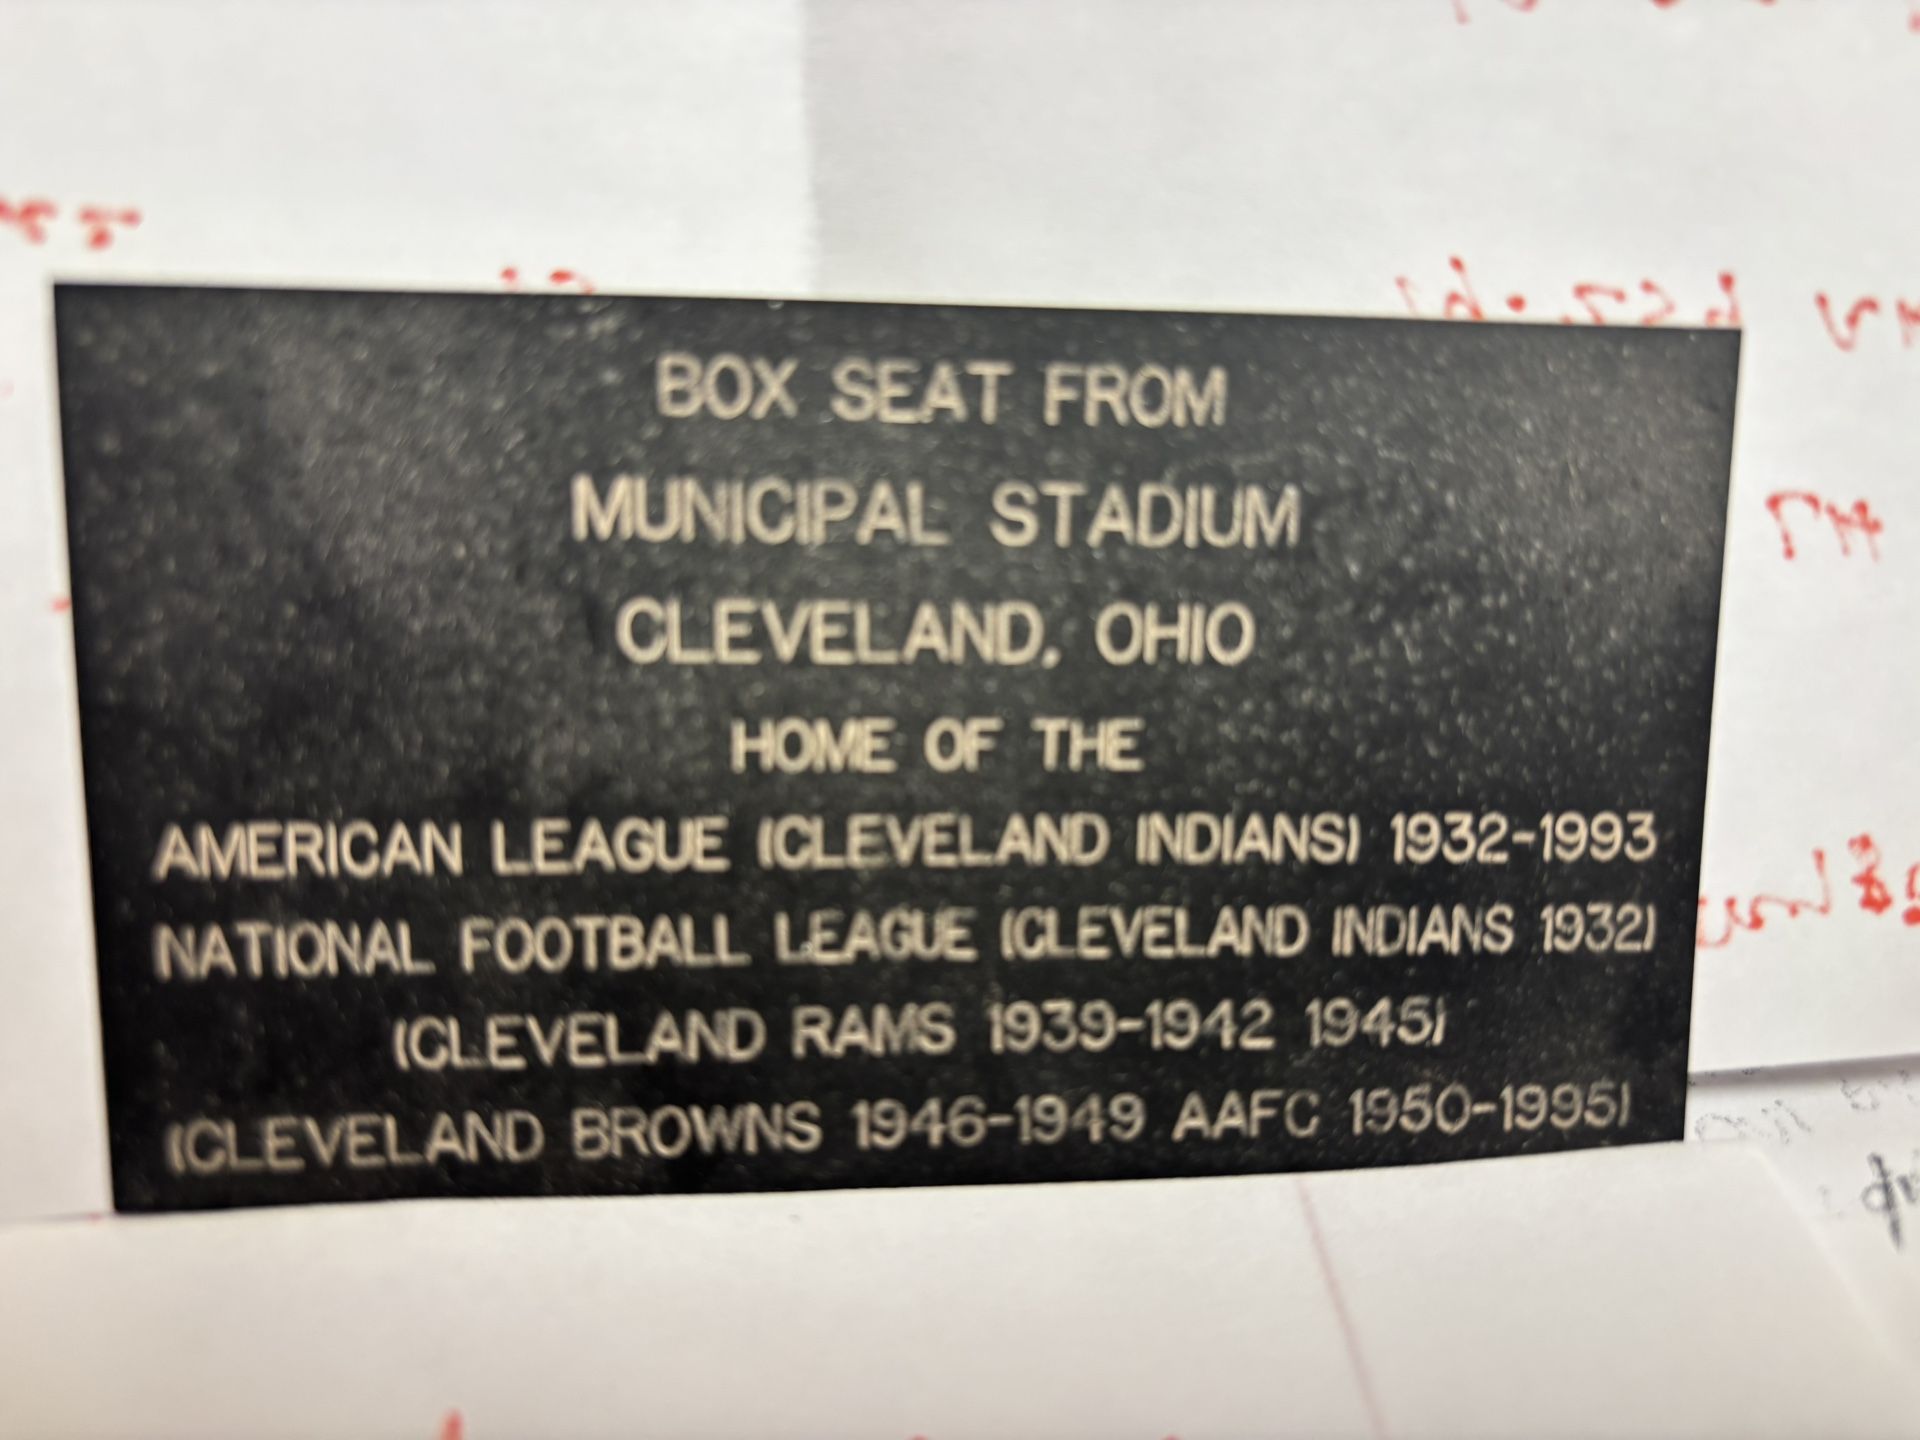 BOX SEAT FROM
MUNICIPAL STADIUM
CLEVELAND, OHIO
HOME OF THE
AMERICAN LEAGUE (CLEVELAND INDIANS) 1932-1993
NATIONAL FOOTBALL LEAGUE (CLEVELAND INDIANS 1932)
(CLEVELAND RAMS 1939-1942 1945)
(CLEVELAND BROWNS 1946-1949 AAFC 1950-1995)